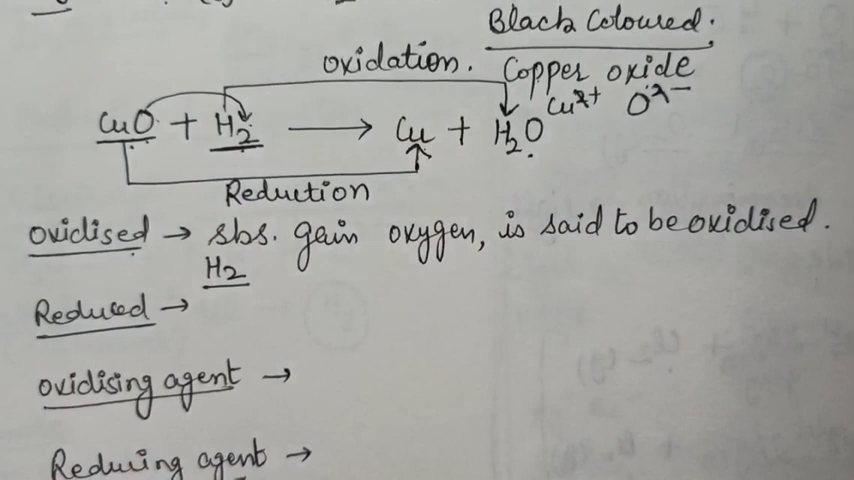 Black Coloured.
oxidation. Copper oxide
Cu²⁺ O²⁻
CuO + H₂ ⟶ Cu + H₂O
Reduction
oxidised → sbs. gain oxygen, is said to be oxidised.
H₂
Reduced →
oxidising agent →
Reducing agent →